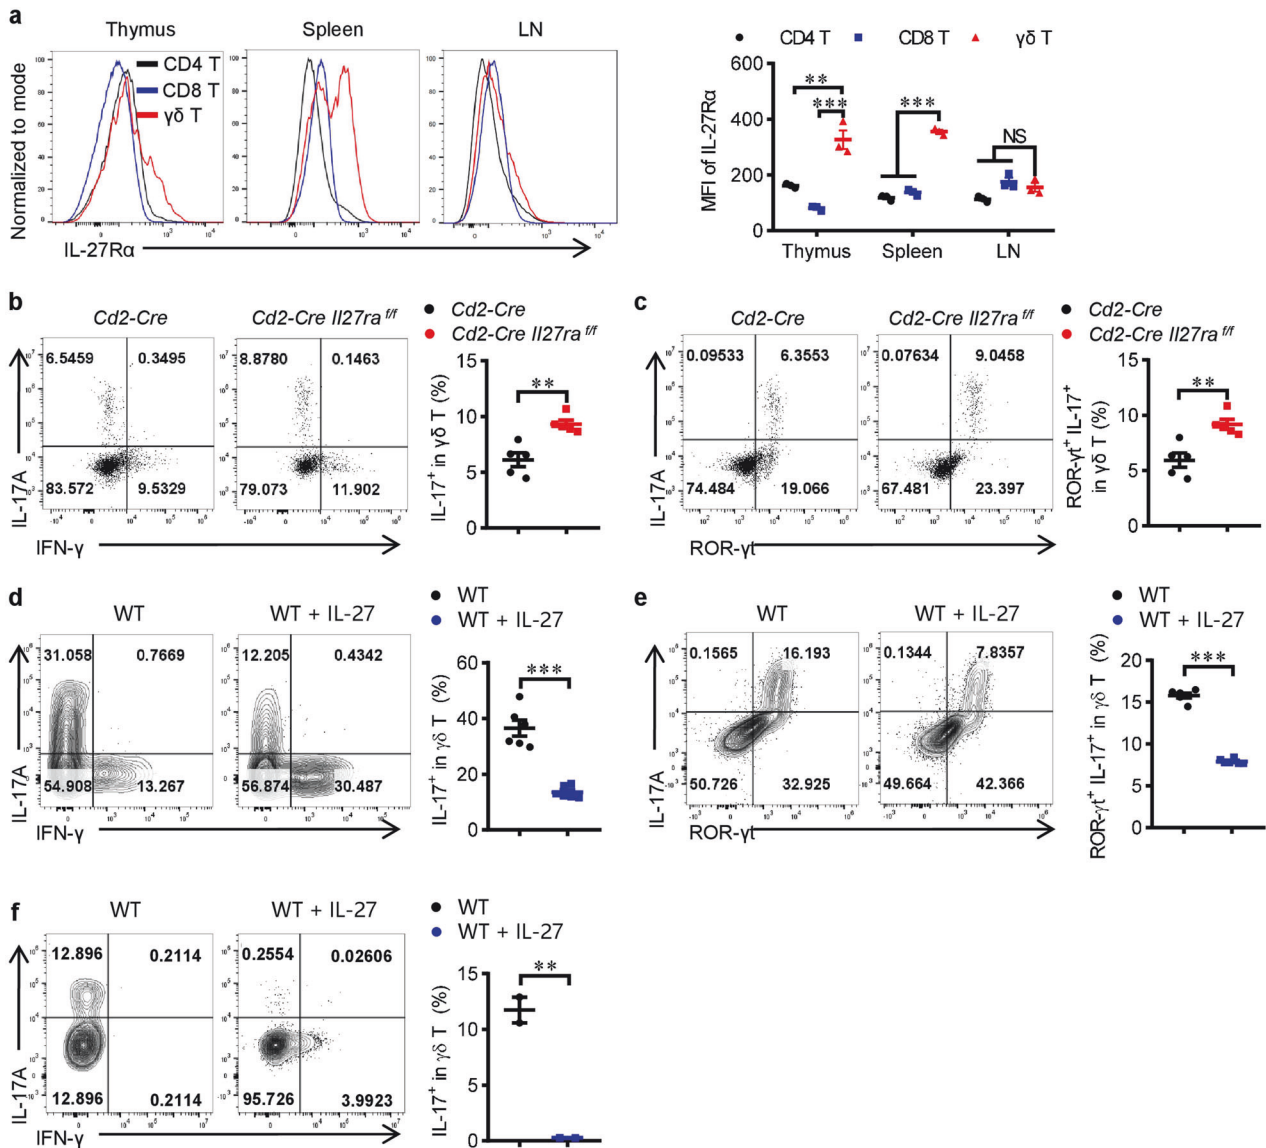 a
Thymus
Spleen
LN
Normalized to mode
CD4 T
CD8 T
γδ T
IL-27Rα
CD4 T CD8 T γδ T
MFI of IL-27Rα
600
400
200
0
** *** *** NS
Thymus Spleen LN
b
Cd2-Cre
Cd2-Cre Il27ra f/f
Cd2-Cre
Cd2-Cre Il27ra f/f
6.5459 0.3495
83.572 9.5329
8.8780 0.1463
79.073 11.902
IL-17A
IFN-γ
IL-17+ in γδ T (%)
15
10
5
0
**
c
Cd2-Cre
Cd2-Cre Il27ra f/f
Cd2-Cre
Cd2-Cre Il27ra f/f
0.09533 6.3553
74.484 19.066
0.07634 9.0458
67.481 23.397
IL-17A
ROR-γt
ROR-γt+ IL-17+
in γδ T (%)
15
10
5
0
**
d
WT
WT + IL-27
WT
WT + IL-27
31.058 0.7669
54.908 13.267
12.205 0.4342
56.874 30.487
IL-17A
IFN-γ
IL-17+ in γδ T (%)
60
40
20
0
***
e
WT
WT + IL-27
WT
WT + IL-27
0.1565 16.193
50.726 32.925
0.1344 7.8357
49.664 42.366
IL-17A
ROR-γt
ROR-γt+ IL-17+ in γδ T (%)
20
15
10
5
0
***
f
WT
WT + IL-27
WT
WT + IL-27
12.896 0.2114
12.896 0.2114
0.2554 0.02606
95.726 3.9923
IL-17A
IFN-γ
IL-17+ in γδ T (%)
15
10
5
0
**